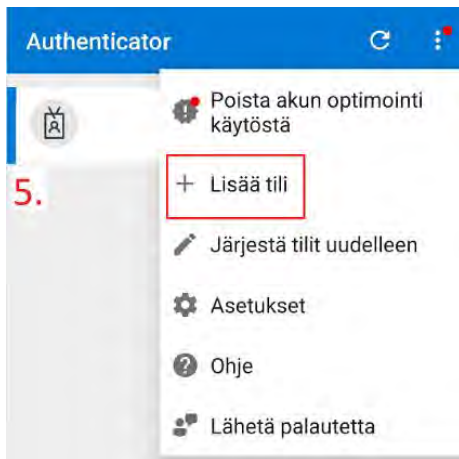 Authenticator
Poista akun optimointi
käytöstä
5.
+ Lisää tili
Järjestä tilit uudelleen
Asetukset
Ohje
Lähetä palautetta